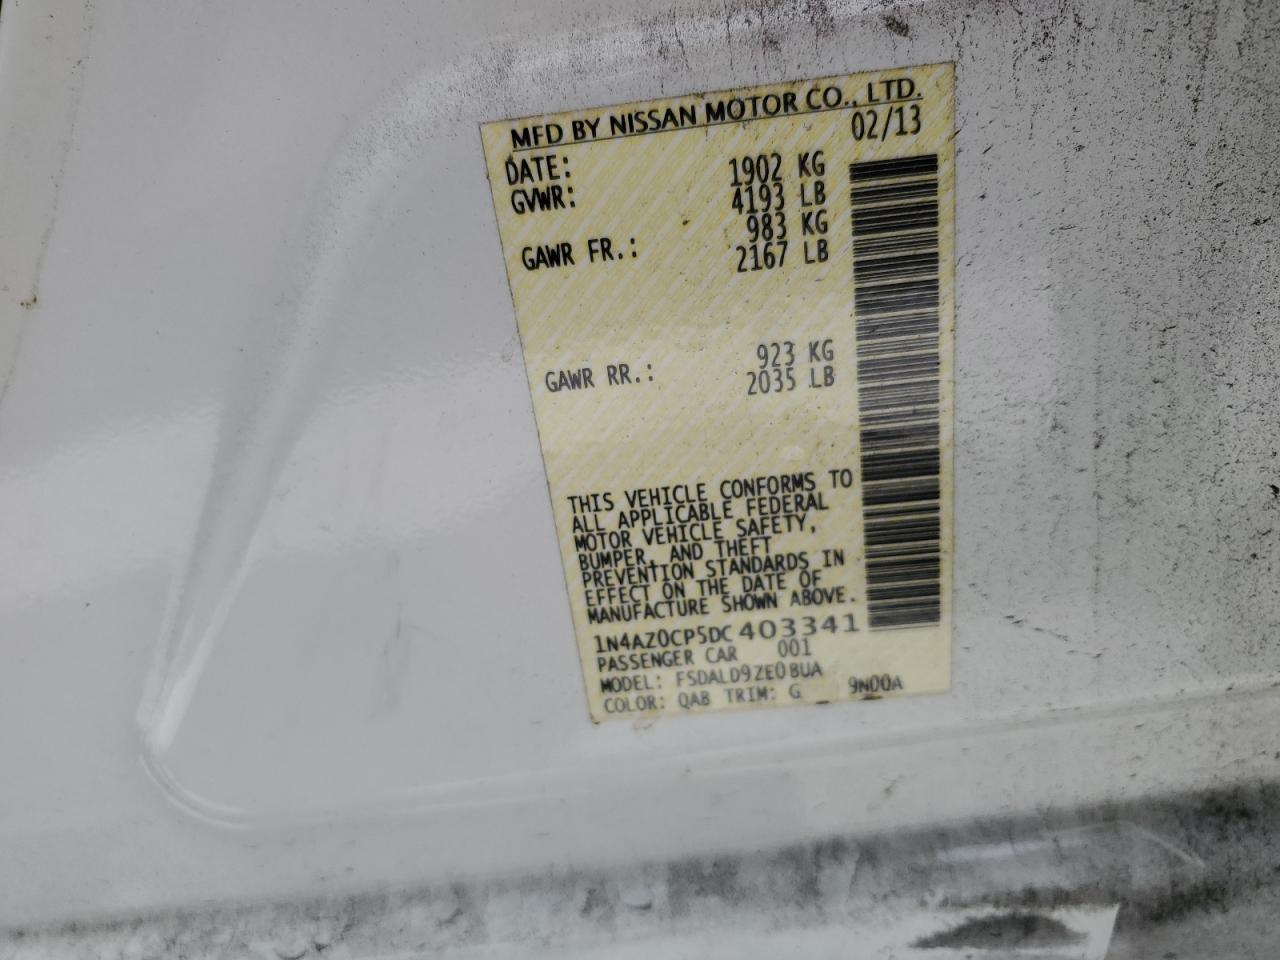 MFD BY NISSAN MOTOR CO., LTD.
DATE: 02/13
GVWR: 1902 KG
4193 LB
GAWR FR.: 983 KG
2167 LB
GAWR RR.: 923 KG
2035 LB
THIS VEHICLE CONFORMS TO
ALL APPLICABLE FEDERAL
MOTOR VEHICLE SAFETY,
BUMPER, AND THEFT
PREVENTION STANDARDS IN
EFFECT ON THE DATE OF
MANUFACTURE SHOWN ABOVE.
1N4AZ0CP5DC403341
PASSENGER CAR 001
MODEL: FSDALD9ZE0BUA
COLOR: QAB TRIM: G 9N00A